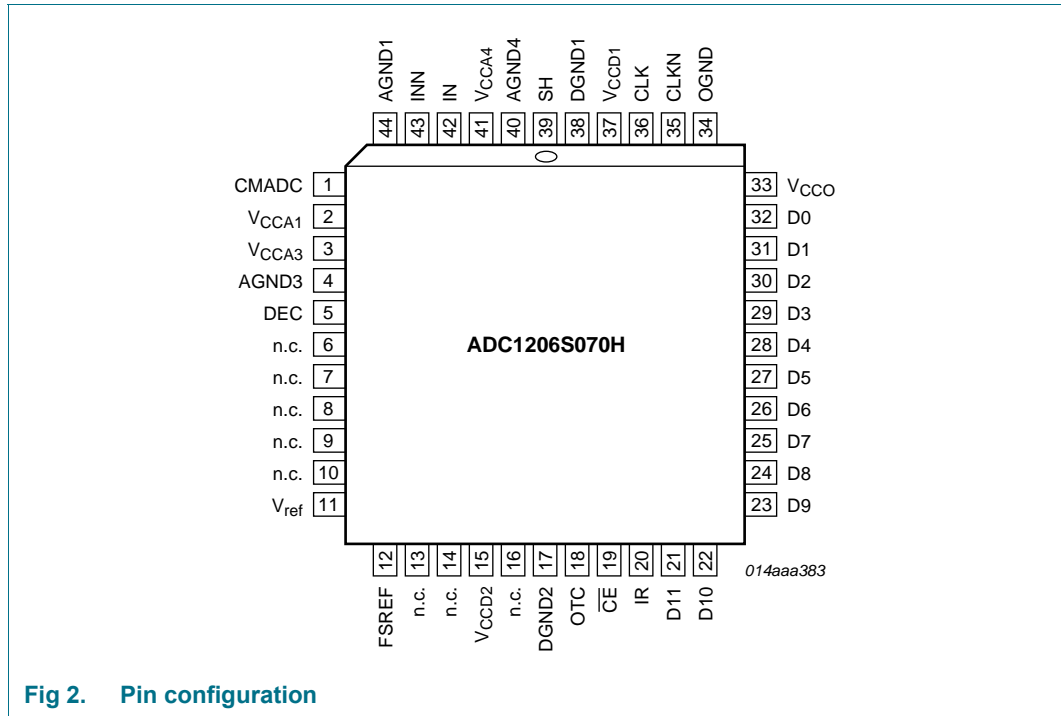 AGND1
INN
IN
VCCA4
AGND4
SH
DGND1
VCCD1
CLK
CLKN
OGND
44
43
42
41
40
39
38
37
36
35
34
CMADC 1
VCCA1 2
VCCA3 3
AGND3 4
DEC 5
n.c. 6
n.c. 7
n.c. 8
n.c. 9
n.c. 10
Vref 11
ADC1206S070H
33 VCCO
32 D0
31 D1
30 D2
29 D3
28 D4
27 D5
26 D6
25 D7
24 D8
23 D9
12
13
14
15
16
17
18
19
20
21
22
FSREF
n.c.
n.c.
VCCD2
n.c.
DGND2
OTC
C̅E̅
IR
D11
D10
014aaa383
Fig 2. Pin configuration